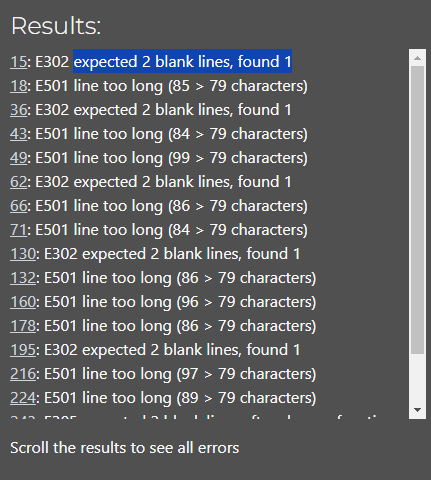 Results:
15: E302 expected 2 blank lines, found 1
18: E501 line too long (85 > 79 characters)
36: E302 expected 2 blank lines, found 1
43: E501 line too long (84 > 79 characters)
49: E501 line too long (99 > 79 characters)
62: E302 expected 2 blank lines, found 1
66: E501 line too long (86 > 79 characters)
71: E501 line too long (84 > 79 characters)
130: E302 expected 2 blank lines, found 1
132: E501 line too long (86 > 79 characters)
160: E501 line too long (96 > 79 characters)
178: E501 line too long (86 > 79 characters)
195: E302 expected 2 blank lines, found 1
216: E501 line too long (97 > 79 characters)
224: E501 line too long (89 > 79 characters)
Scroll the results to see all errors